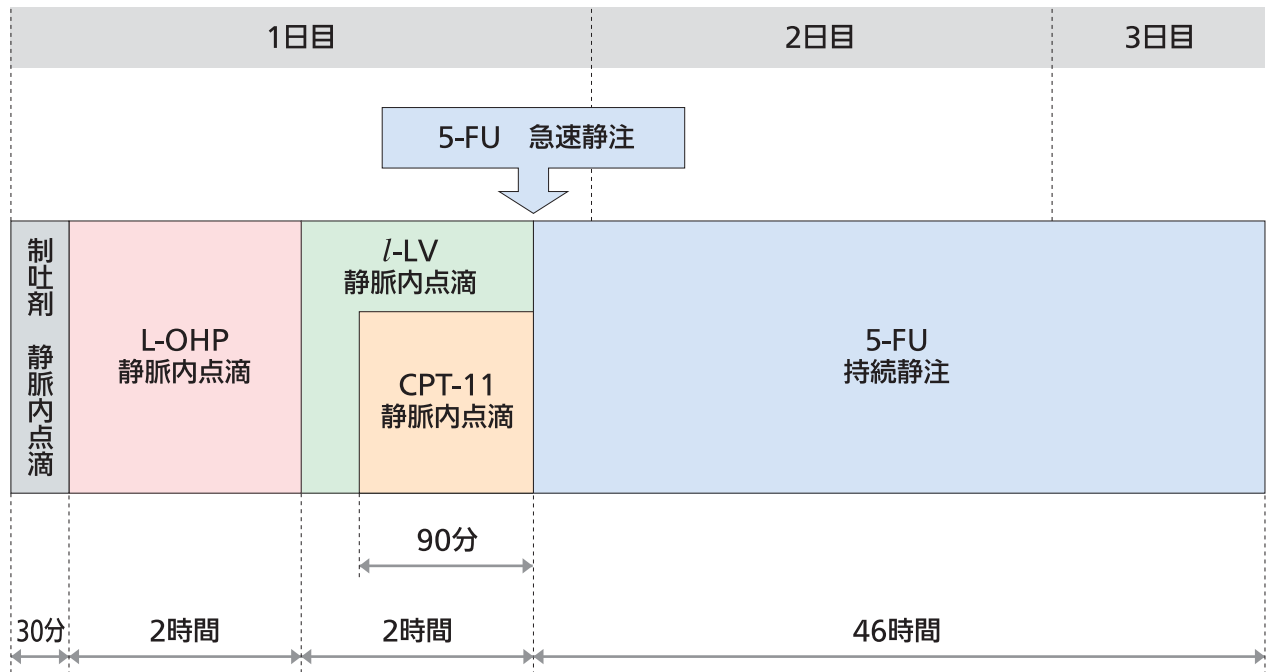 1日目
2日目
3日目
5-FU 急速静注
制吐剤 静脈内点滴
L-OHP
静脈内点滴
l-LV
静脈内点滴
CPT-11
静脈内点滴
5-FU
持続静注
90分
30分
2時間
2時間
46時間